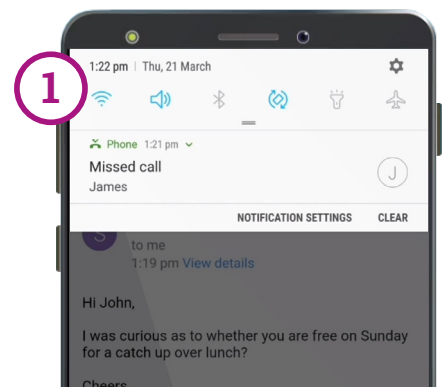 1
1:22 pm | Thu, 21 March
Phone 1:21 pm
Missed call
James
J
NOTIFICATION SETTINGS CLEAR
S
to me
1:19 pm View details
Hi John,
I was curious as to whether you are free on Sunday
for a catch up over lunch?
Cheers